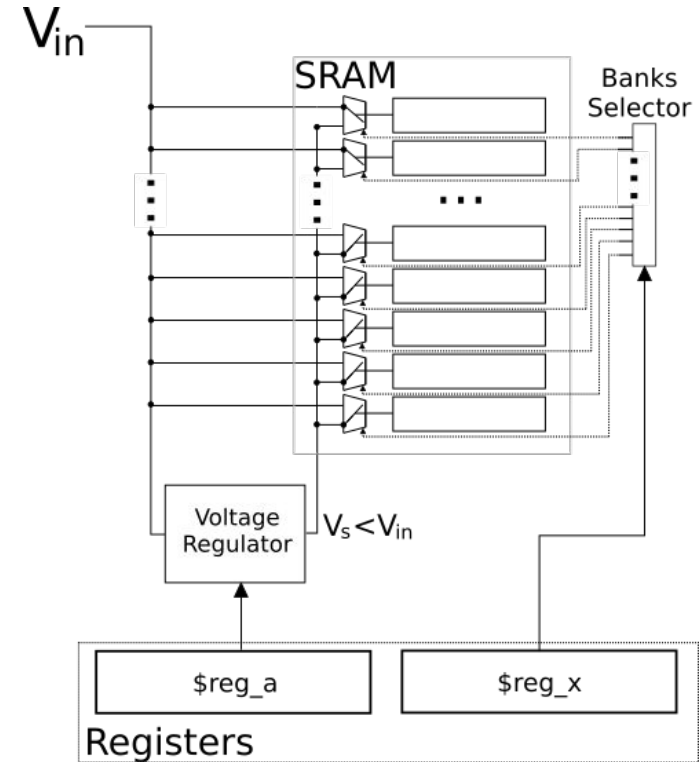 Vin
SRAM
Banks
Selector
Voltage
Regulator
Vs<Vin
$reg_a
$reg_x
Registers